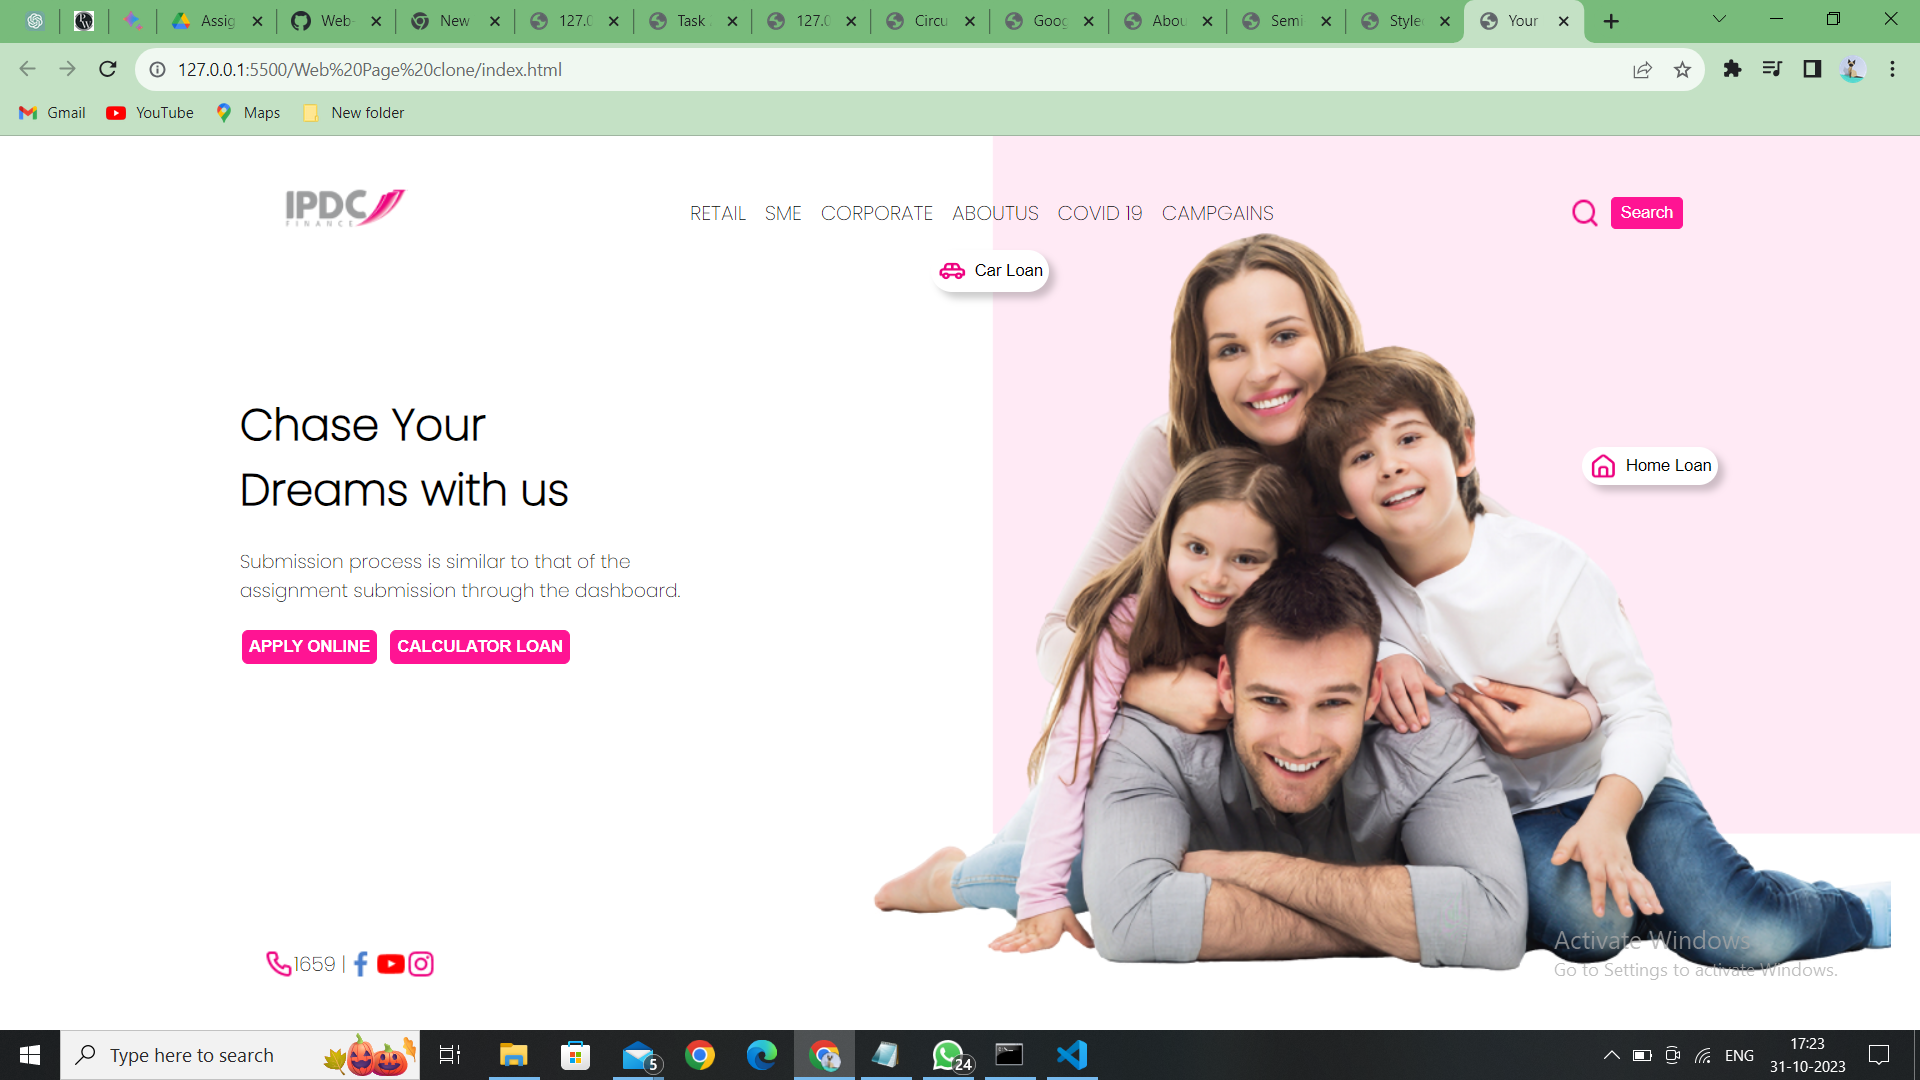 Assig
Web-
New
127.0
Task
127.0
Circu
Goog
Abou
Semi
Style
Your
127.0.0.1:5500/Web%20Page%20clone/index.html
Gmail
YouTube
Maps
New folder
IPDC
FINANCE
RETAIL SME CORPORATE ABOUTUS COVID 19 CAMPGAINS
Search
Car Loan
Home Loan
Chase Your
Dreams with us
Submission process is similar to that of the
assignment submission through the dashboard.
APPLY ONLINE
CALCULATOR LOAN
1659 |
Activate Windows
Go to Settings to activate Windows.
Type here to search
5
24
ENG
17:23
31-10-2023